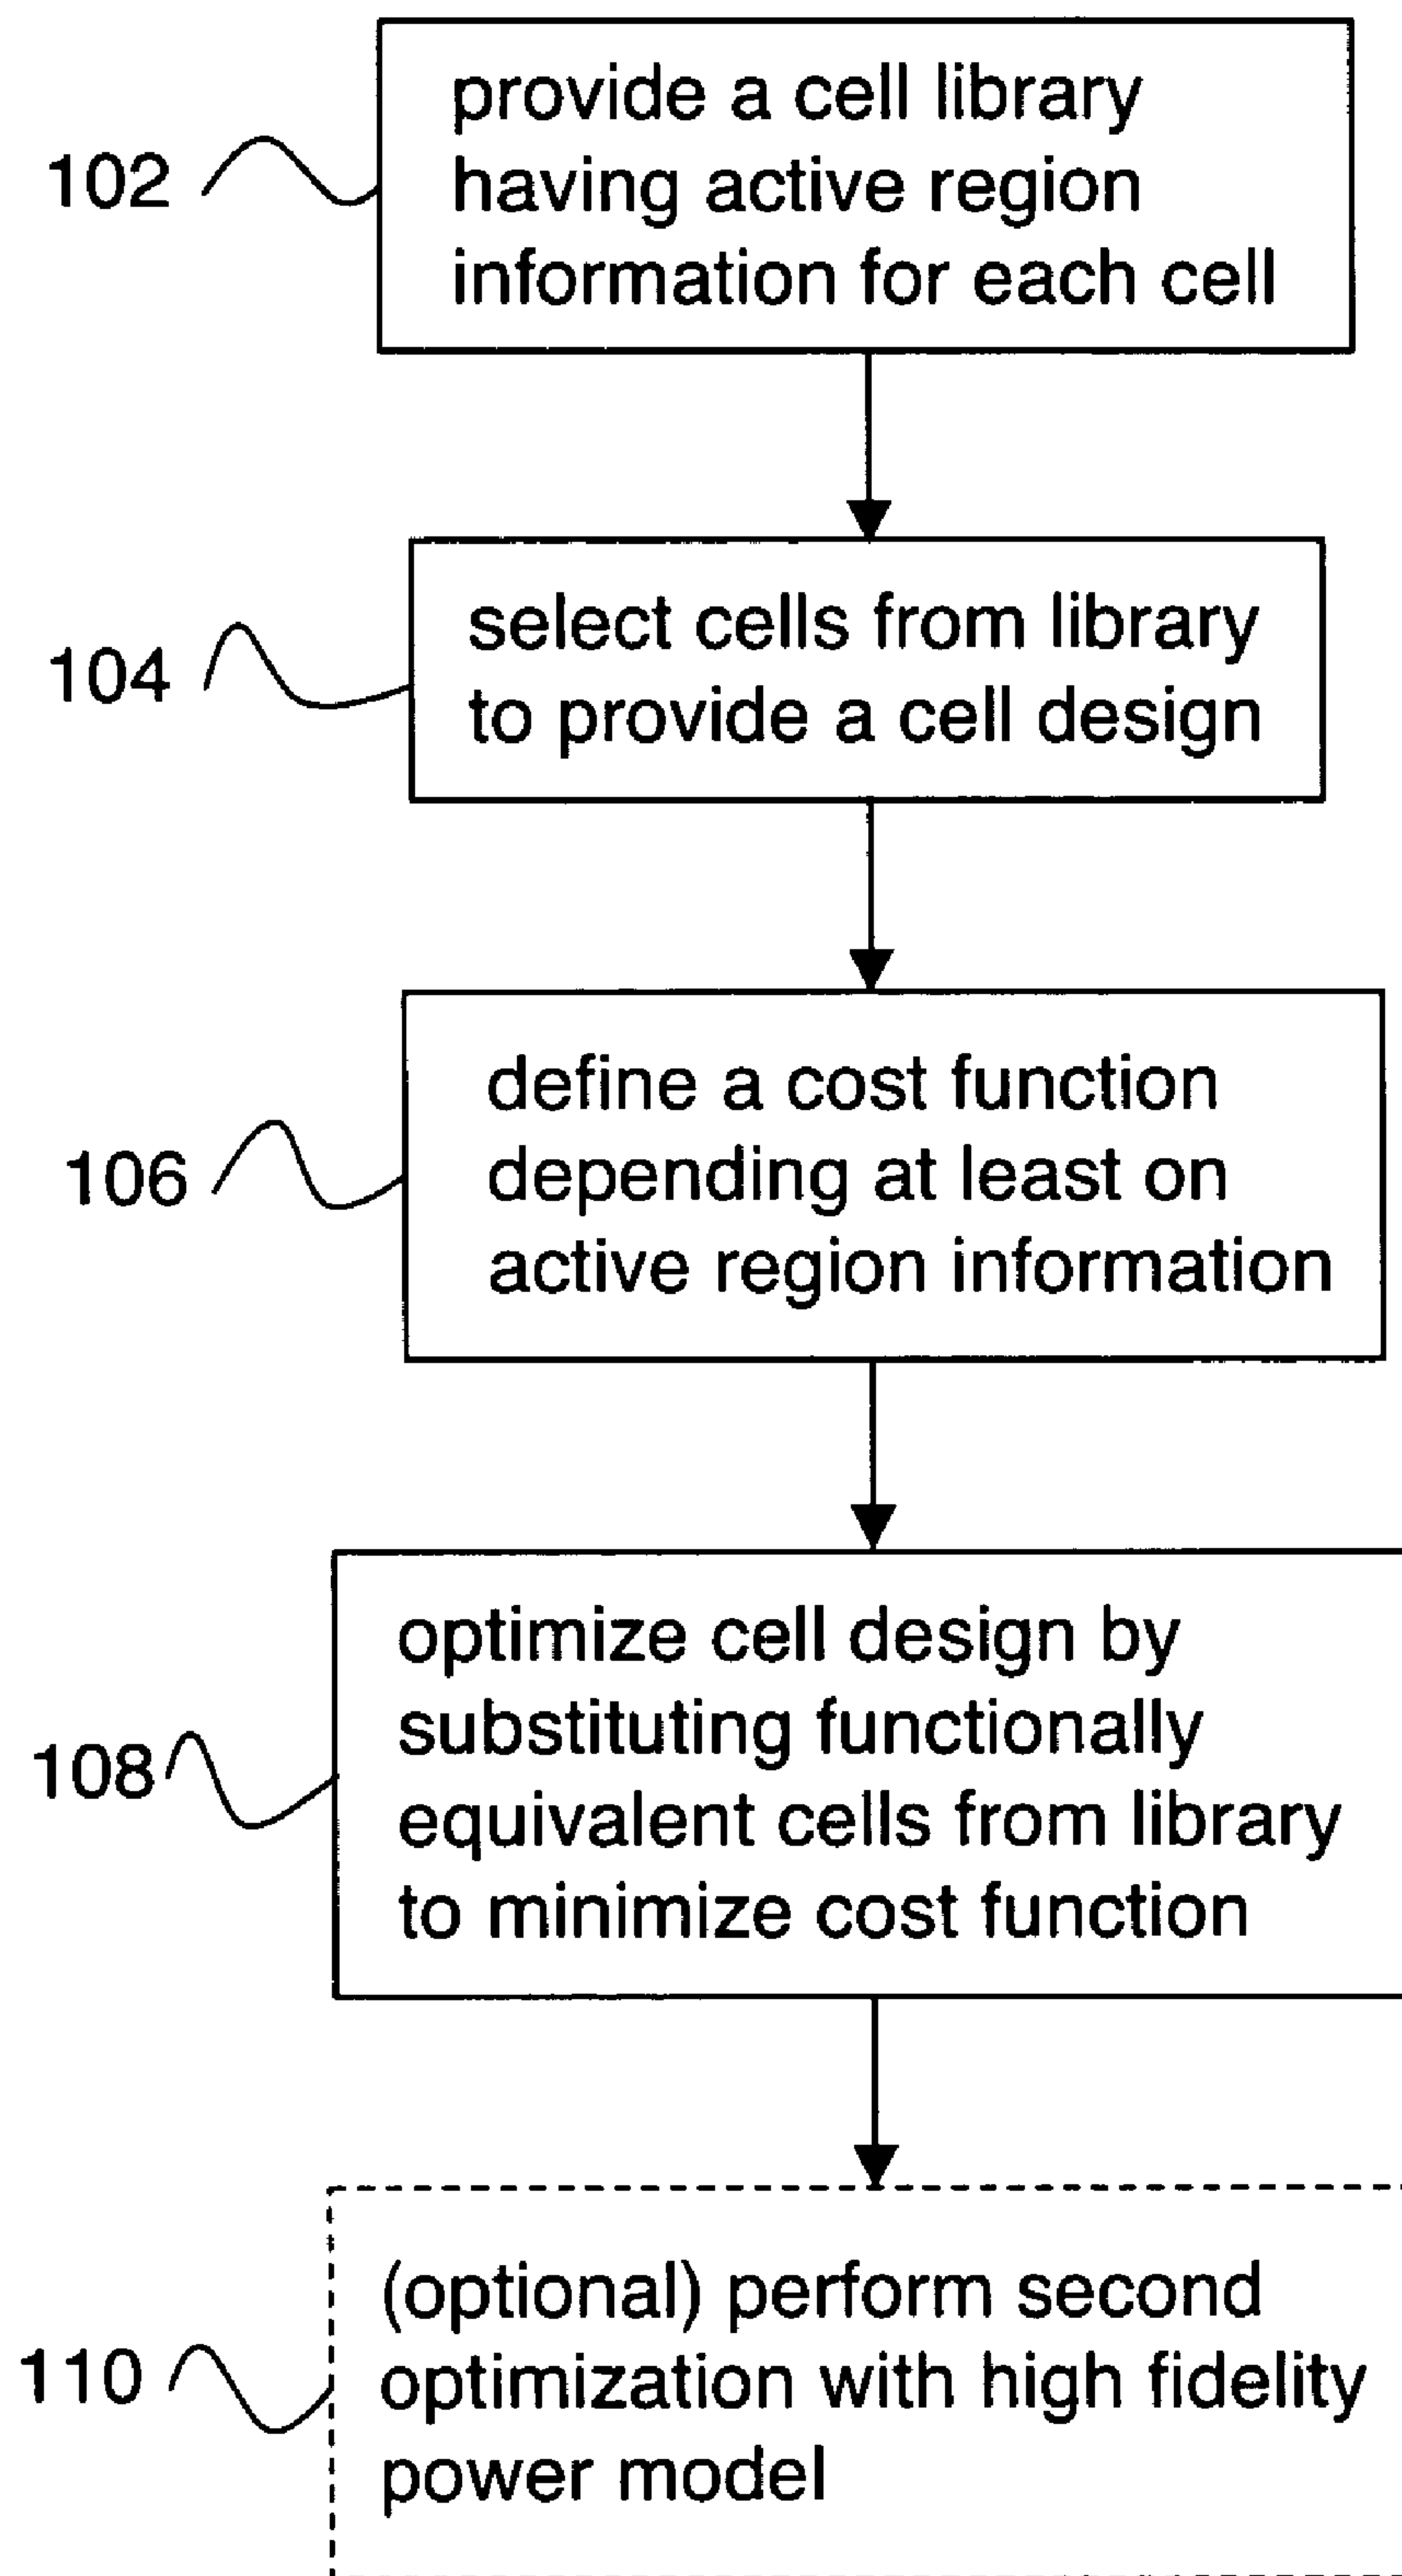 102
provide a cell library
having active region
information for each cell
104
select cells from library
to provide a cell design
106
define a cost function
depending at least on
active region information
108
optimize cell design by
substituting functionally
equivalent cells from library
to minimize cost function
110
(optional) perform second
optimization with high fidelity
power model